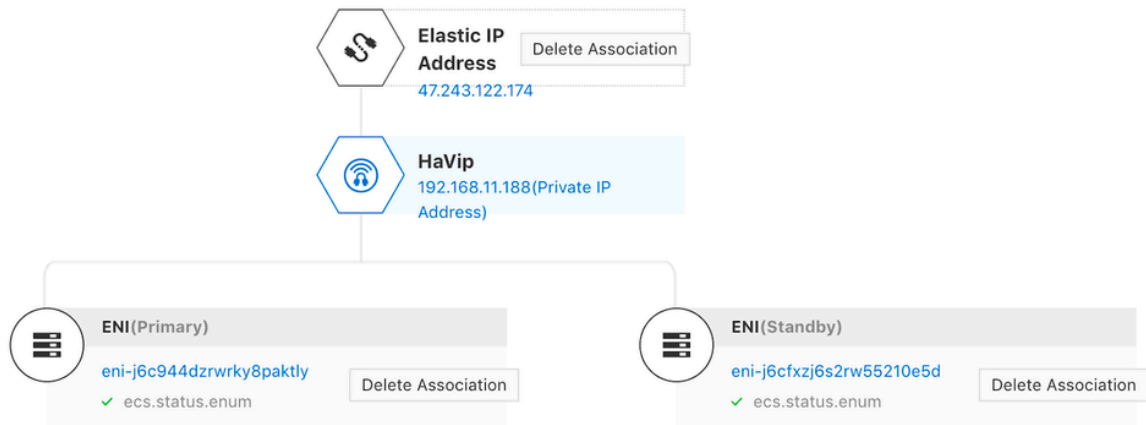 Elastic IP
Address
Delete Association
47.243.122.174
HaVip
192.168.11.188(Private IP
Address)
ENI(Primary)
eni-j6c944dzrwrky8paktly
Delete Association
ecs.status.enum
ENI(Standby)
eni-j6cfxzj6s2rw55210e5d
Delete Association
ecs.status.enum